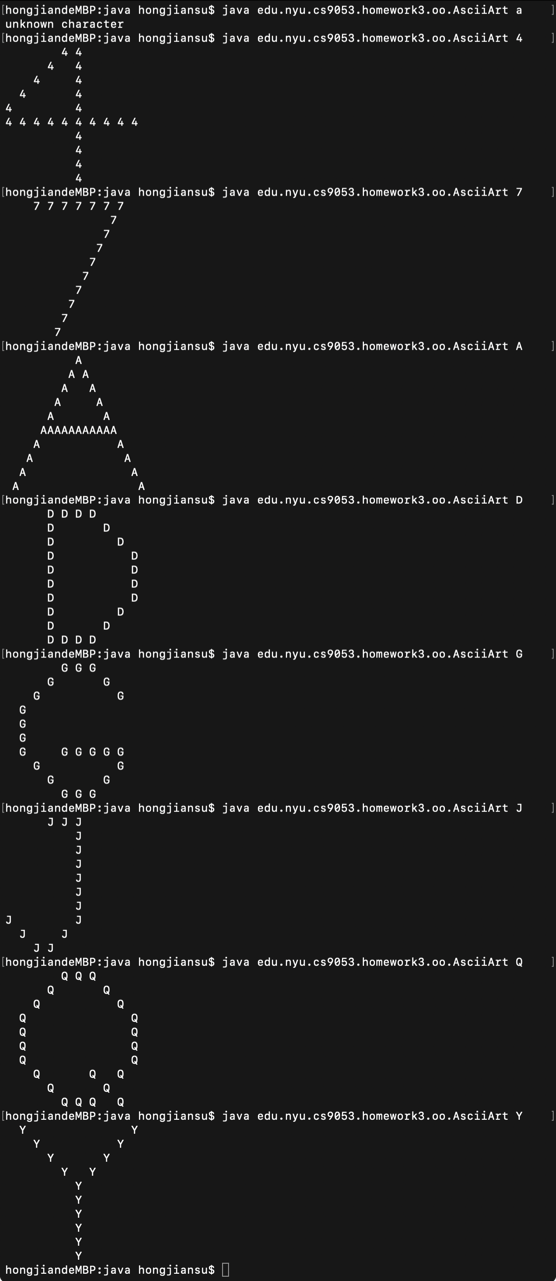 [hongjiandeMBP:java hongjiansu$ java edu.nyu.cs9053.homework3.oo.AsciiArt a    ]
unknown character
[hongjiandeMBP:java hongjiansu$ java edu.nyu.cs9053.homework3.oo.AsciiArt 4    ]
        4 4
      4   4
    4     4
  4       4
4         4
4 4 4 4 4 4 4 4 4 4
          4
          4
          4
          4
[hongjiandeMBP:java hongjiansu$ java edu.nyu.cs9053.homework3.oo.AsciiArt 7    ]
    7 7 7 7 7 7 7
               7
              7
             7
            7
           7
          7
         7
        7
       7
[hongjiandeMBP:java hongjiansu$ java edu.nyu.cs9053.homework3.oo.AsciiArt A    ]
          A
         A A
        A   A
       A     A
      A       A
     AAAAAAAAAAA
    A           A
   A             A
  A               A
 A                 A
[hongjiandeMBP:java hongjiansu$ java edu.nyu.cs9053.homework3.oo.AsciiArt D    ]
      D D D D
      D       D
      D         D
      D           D
      D           D
      D           D
      D           D
      D         D
      D       D
      D D D D
[hongjiandeMBP:java hongjiansu$ java edu.nyu.cs9053.homework3.oo.AsciiArt G    ]
        G G G
      G       G
    G           G
  G
  G
  G
  G     G G G G G
    G           G
      G       G
        G G G
[hongjiandeMBP:java hongjiansu$ java edu.nyu.cs9053.homework3.oo.AsciiArt J    ]
      J J J
          J
          J
          J
          J
          J
          J
J         J
  J     J
    J J
[hongjiandeMBP:java hongjiansu$ java edu.nyu.cs9053.homework3.oo.AsciiArt Q    ]
        Q Q Q
      Q       Q
    Q           Q
  Q               Q
  Q               Q
  Q               Q
  Q               Q
    Q       Q   Q
      Q       Q
        Q Q Q   Q
[hongjiandeMBP:java hongjiansu$ java edu.nyu.cs9053.homework3.oo.AsciiArt Y    ]
  Y               Y
    Y           Y
      Y       Y
        Y   Y
          Y
          Y
          Y
          Y
          Y
          Y
hongjiandeMBP:java hongjiansu$